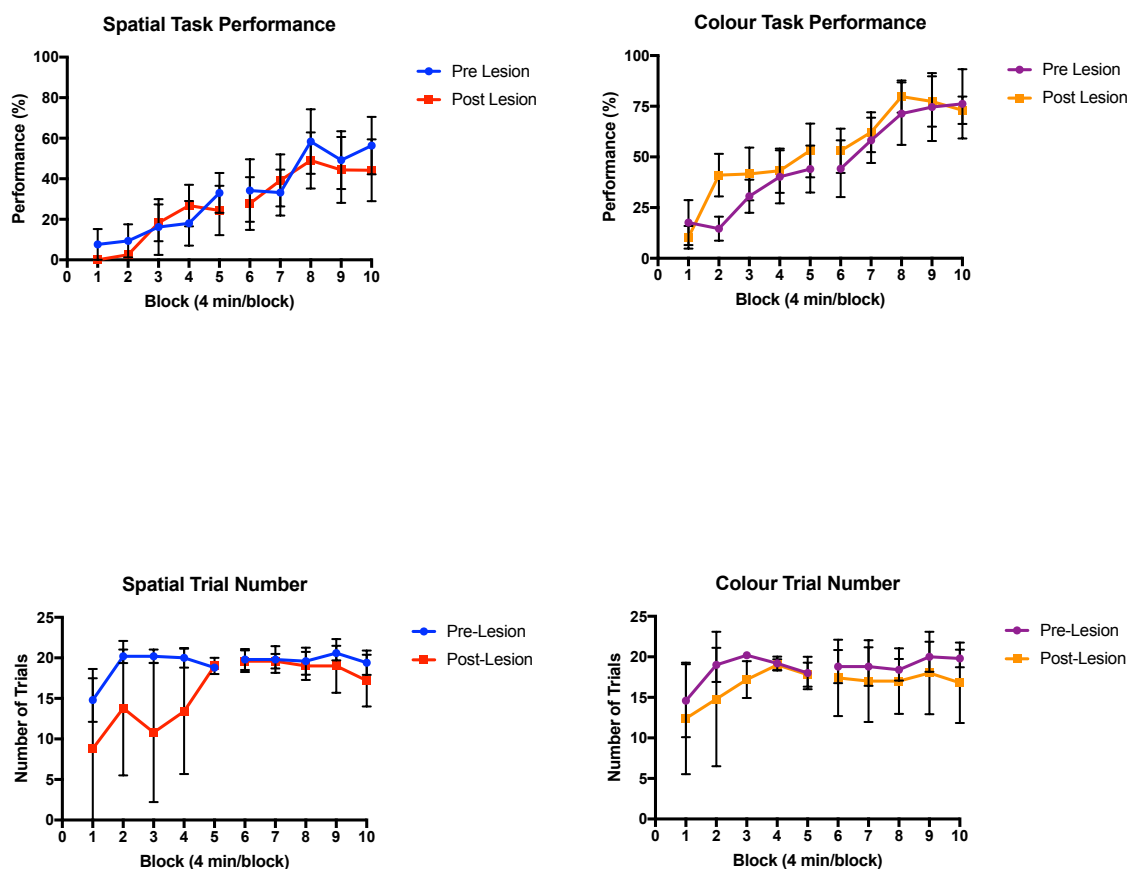 Spatial Task Performance
100
80
60
40
20
0
Performance (%)
0 1 2 3 4 5 6 7 8 9 10
Block (4 min/block)
Pre Lesion
Post Lesion
Colour Task Performance
100
75
50
25
0
Performance (%)
0 1 2 3 4 5 6 7 8 9 10
Block (4 min/block)
Pre Lesion
Post Lesion
Spatial Trial Number
25
20
15
10
5
0
Number of Trials
0 1 2 3 4 5 6 7 8 9 10
Block (4 min/block)
Pre-Lesion
Post-Lesion
Colour Trial Number
25
20
15
10
5
0
Number of Trials
0 1 2 3 4 5 6 7 8 9 10
Block (4 min/block)
Pre-Lesion
Post-Lesion